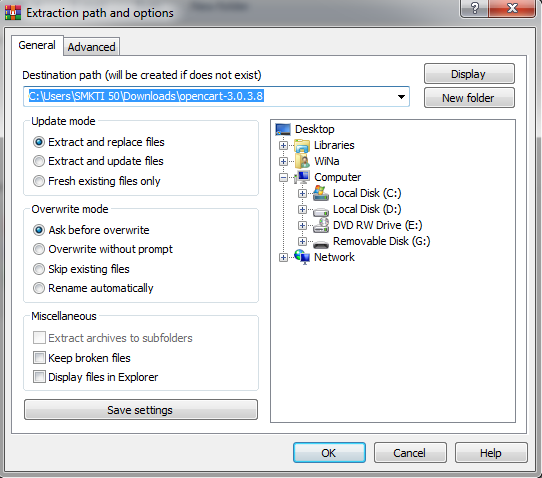 Extraction path and options
General
Advanced
Destination path (will be created if does not exist)
C:\Users\SMKTI 50\Downloads\opencart-3.0.3.8
Display
New folder
Update mode
Extract and replace files
Extract and update files
Fresh existing files only
Overwrite mode
Ask before overwrite
Overwrite without prompt
Skip existing files
Rename automatically
Miscellaneous
Extract archives to subfolders
Keep broken files
Display files in Explorer
Save settings
Desktop
Libraries
WiNa
Computer
Local Disk (C:)
Local Disk (D:)
DVD RW Drive (E:)
Removable Disk (G:)
Network
OK
Cancel
Help